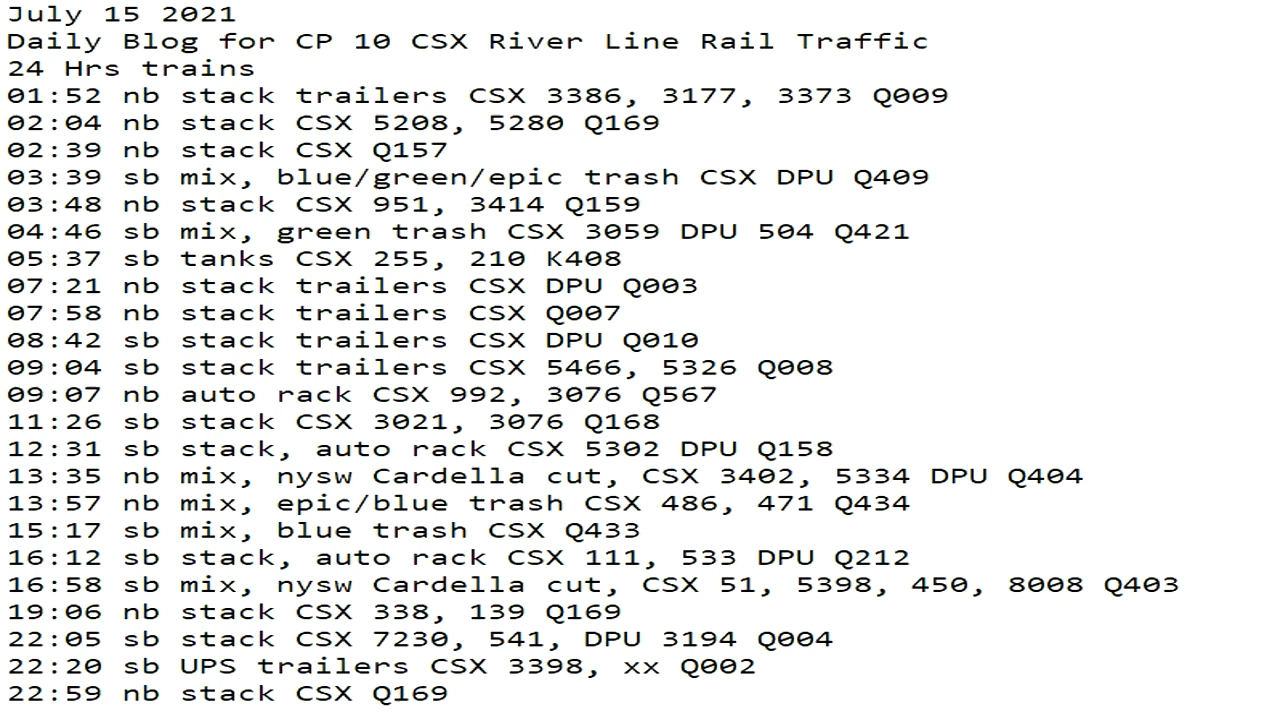 July 15 2021
Daily Blog for CP 10 CSX River Line Rail Traffic
24 Hrs trains
01:52 nb stack trailers CSX 3386, 3177, 3373 Q009
02:04 nb stack CSX 5208, 5280 Q169
02:39 nb stack CSX Q157
03:39 sb mix, blue/green/epic trash CSX DPU Q409
03:48 nb stack CSX 951, 3414 Q159
04:46 sb mix, green trash CSX 3059 DPU 504 Q421
05:37 sb tanks CSX 255, 210 K408
07:21 nb stack trailers CSX DPU Q003
07:58 nb stack trailers CSX Q007
08:42 sb stack trailers CSX DPU Q010
09:04 sb stack trailers CSX 5466, 5326 Q008
09:07 nb auto rack CSX 992, 3076 Q567
11:26 sb stack CSX 3021, 3076 Q168
12:31 sb stack, auto rack CSX 5302 DPU Q158
13:35 nb mix, nysw Cardella cut, CSX 3402, 5334 DPU Q404
13:57 nb mix, epic/blue trash CSX 486, 471 Q434
15:17 sb mix, blue trash CSX Q433
16:12 sb stack, auto rack CSX 111, 533 DPU Q212
16:58 sb mix, nysw Cardella cut, CSX 51, 5398, 450, 8008 Q403
19:06 nb stack CSX 338, 139 Q169
22:05 sb stack CSX 7230, 541, DPU 3194 Q004
22:20 sb UPS trailers CSX 3398, xx Q002
22:59 nb stack CSX Q169